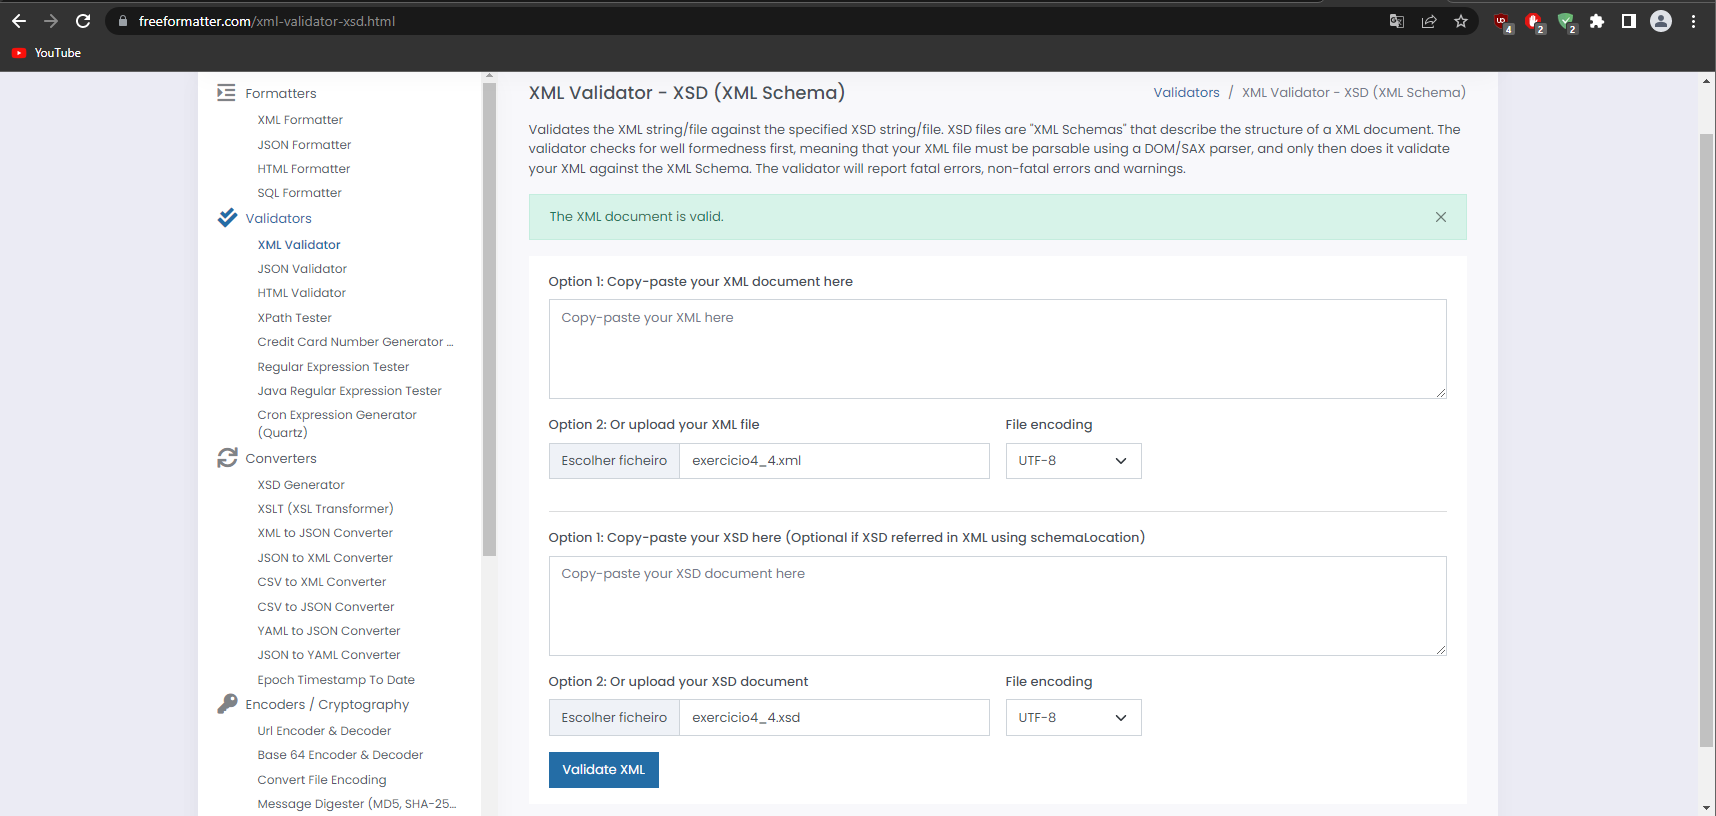 freeformatter.com/xml-validator-xsd.html
4
2
2
YouTube
Formatters
XML Formatter
JSON Formatter
HTML Formatter
SQL Formatter
Validators
XML Validator
JSON Validator
HTML Validator
XPath Tester
Credit Card Number Generator ...
Regular Expression Tester
Java Regular Expression Tester
Cron Expression Generator
(Quartz)
Converters
XSD Generator
XSLT (XSL Transformer)
XML to JSON Converter
JSON to XML Converter
CSV to XML Converter
CSV to JSON Converter
YAML to JSON Converter
JSON to YAML Converter
Epoch Timestamp To Date
Encoders / Cryptography
Url Encoder & Decoder
Base 64 Encoder & Decoder
Convert File Encoding
Message Digester (MD5, SHA-25...
XML Validator - XSD (XML Schema)
Validators / XML Validator - XSD (XML Schema)
Validates the XML string/file against the specified XSD string/file. XSD files are "XML Schemas" that describe the structure of a XML document. The
validator checks for well formedness first, meaning that your XML file must be parsable using a DOM/SAX parser, and only then does it validate
your XML against the XML Schema. The validator will report fatal errors, non-fatal errors and warnings.
The XML document is valid.
Option 1: Copy-paste your XML document here
Copy-paste your XML here
Option 2: Or upload your XML file
File encoding
Escolher ficheiro exercicio4_4.xml
UTF-8
Option 1: Copy-paste your XSD here (Optional if XSD referred in XML using schemaLocation)
Copy-paste your XSD document here
Option 2: Or upload your XSD document
File encoding
Escolher ficheiro exercicio4_4.xsd
UTF-8
Validate XML